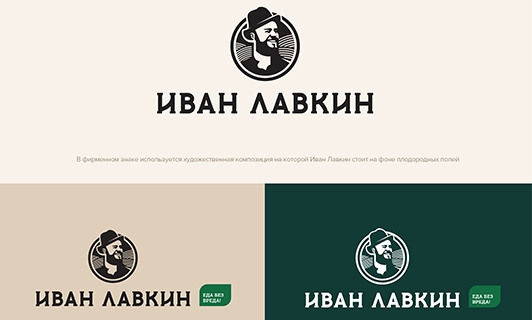 ИВАН ЛАВКИН
В фирменном знаке используется художественная композиция на которой Иван Лавкин стоит на фоне плодородных полей
ИВАН ЛАВКИН
ЕДА БЕЗ
ВРЕДА!
ИВАН ЛАВКИН
ЕДА БЕЗ
ВРЕДА!